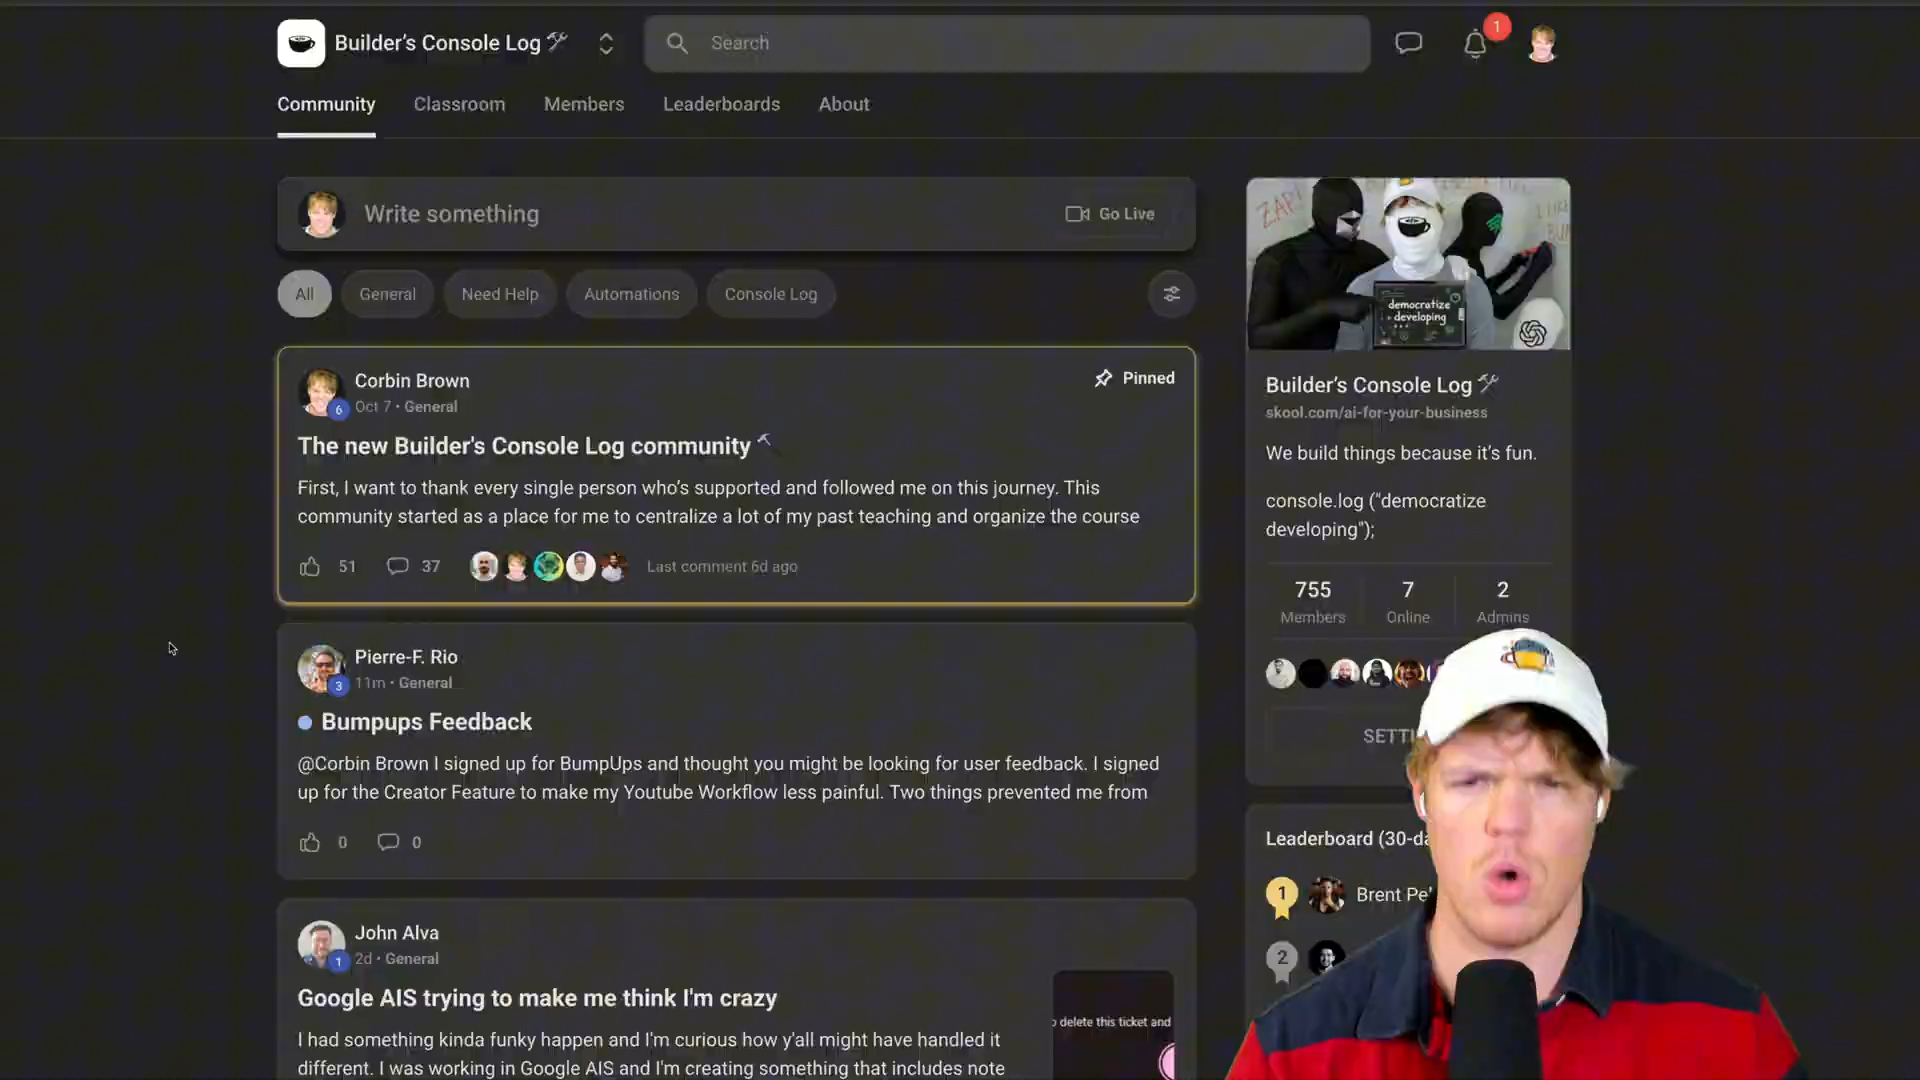 Builder's Console Log
Search
1
Community
Classroom
Members
Leaderboards
About
Write something
Go Live
All
General
Need Help
Automations
Console Log
Corbin Brown
6
Oct 7 • General
Pinned
The new Builder's Console Log community
First, I want to thank every single person who's supported and followed me on this journey. This
community started as a place for me to centralize a lot of my past teaching and organize the course
51
37
Last comment 6d ago
Pierre-F. Rio
3
11m • General
Bumpups Feedback
@Corbin Brown I signed up for BumpUps and thought you might be looking for user feedback. I signed
up for the Creator Feature to make my Youtube Workflow less painful. Two things prevented me from
0
0
John Alva
1
2d • General
Google AIS trying to make me think I'm crazy
I had something kinda funky happen and I'm curious how y'all might have handled it
different. I was working in Google AIS and I'm creating something that includes note
delete this ticket and
ZAP!
democratize
developing
Builder's Console Log
skool.com/ai-for-your-business
We build things because it's fun.
console.log ("democratize
developing");
755
Members
7
Online
2
Admins
SETTI
Leaderboard (30-da
1
Brent Pe
2